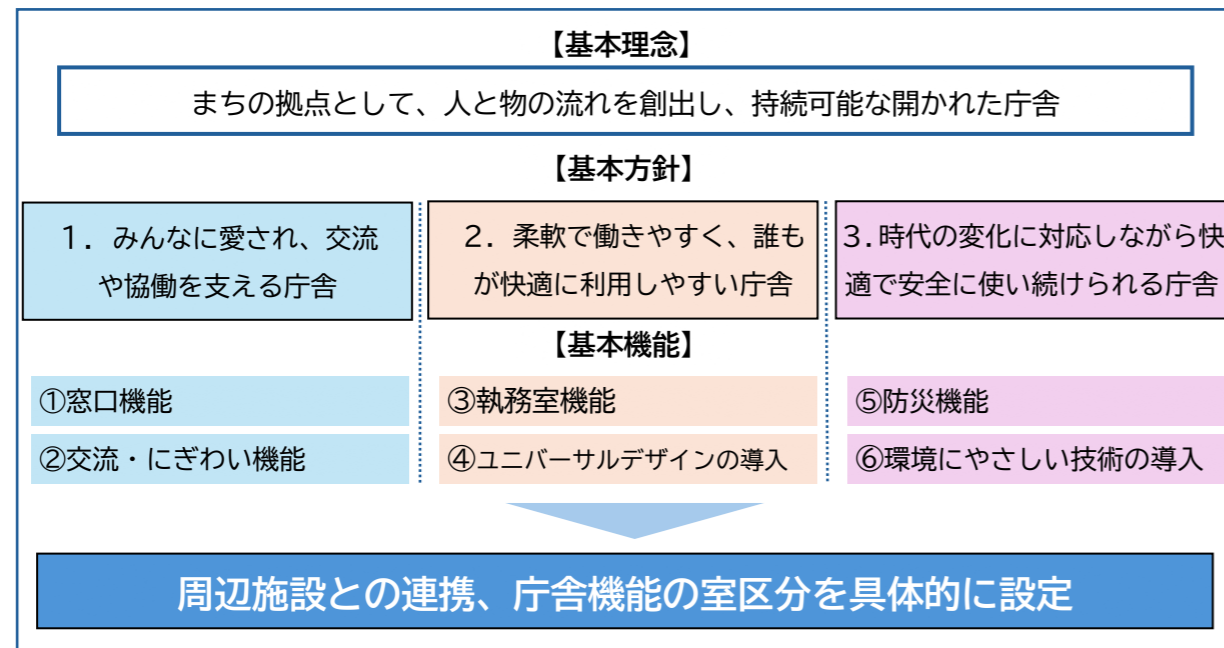 【基本理念】
まちの拠点として、人と物の流れを創出し、持続可能な開かれた庁舎
【基本方針】
1．みんなに愛され、交流
や協働を支える庁舎
2．柔軟で働きやすく、誰も
が快適に利用しやすい庁舎
3.時代の変化に対応しながら快
適で安全に使い続けられる庁舎
【基本機能】
①窓口機能
②交流・にぎわい機能
③執務室機能
④ユニバーサルデザインの導入
⑤防災機能
⑥環境にやさしい技術の導入
周辺施設との連携、庁舎機能の室区分を具体的に設定